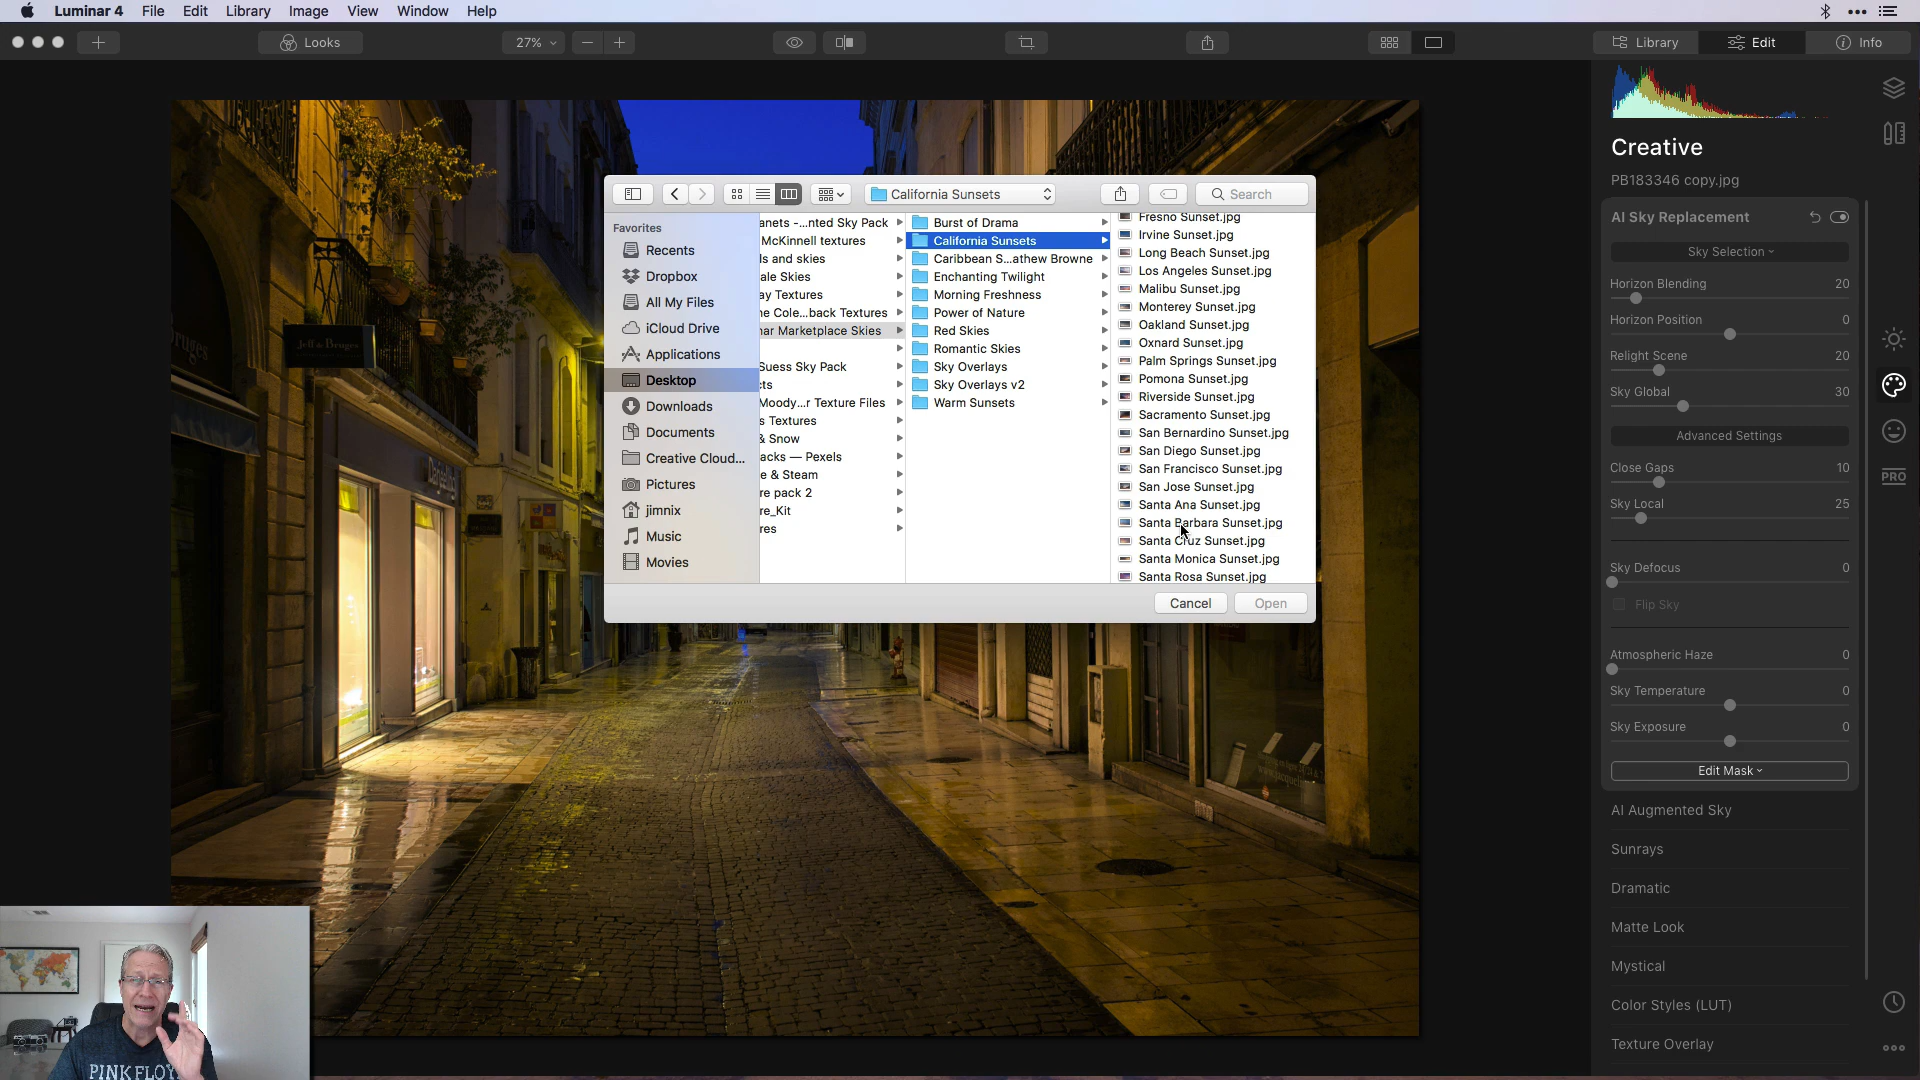 Luminar 4 File Edit Library Image View Window Help
Looks
27%
Library
Edit
Info
Creative
PB183346 copy.jpg
AI Sky Replacement
Sky Selection
Horizon Blending 20
Horizon Position 0
Relight Scene 20
Sky Global 30
Advanced Settings
Close Gaps 10
Sky Local 25
Sky Defocus 0
Flip Sky
Atmospheric Haze 0
Sky Temperature 0
Sky Exposure 0
Edit Mask
AI Augmented Sky
Sunrays
Dramatic
Matte Look
Mystical
Color Styles (LUT)
Texture Overlay
PRO
California Sunsets
Search
Favorites
Recents
Dropbox
All My Files
iCloud Drive
Applications
Desktop
Downloads
Documents
Creative Cloud...
Pictures
jimnix
Music
Movies
anets -...nted Sky Pack
McKinnell textures
ls and skies
ale Skies
ay Textures
ne Cole...back Textures
nar Marketplace Skies
Guess Sky Pack
cts
Moody...r Texture Files
s Textures
& Snow
acks — Pexels
e & Steam
re pack 2
re_Kit
res
Burst of Drama
California Sunsets
Caribbean S...athew Browne
Enchanting Twilight
Morning Freshness
Power of Nature
Red Skies
Romantic Skies
Sky Overlays
Sky Overlays v2
Warm Sunsets
Fresno Sunset.jpg
Irvine Sunset.jpg
Long Beach Sunset.jpg
Los Angeles Sunset.jpg
Malibu Sunset.jpg
Monterey Sunset.jpg
Oakland Sunset.jpg
Oxnard Sunset.jpg
Palm Springs Sunset.jpg
Pomona Sunset.jpg
Riverside Sunset.jpg
Sacramento Sunset.jpg
San Bernardino Sunset.jpg
San Diego Sunset.jpg
San Francisco Sunset.jpg
San Jose Sunset.jpg
Santa Ana Sunset.jpg
Santa Barbara Sunset.jpg
Santa Cruz Sunset.jpg
Santa Monica Sunset.jpg
Santa Rosa Sunset.jpg
Cancel
Open
Jeff de Bruges
PINK FLOY